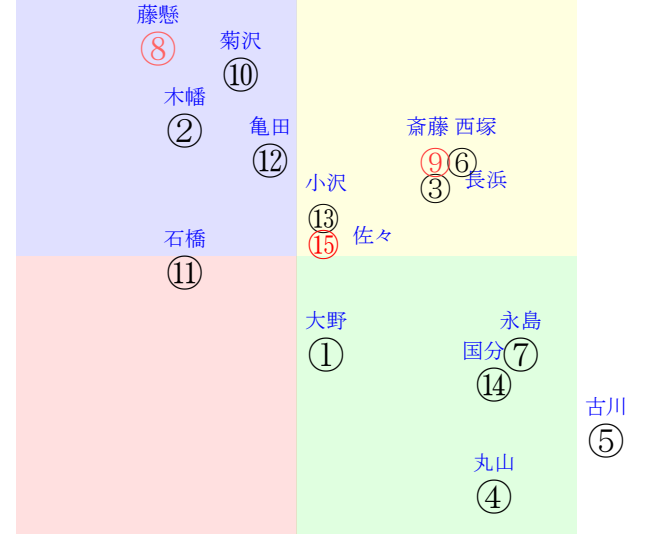 藤懸
⑧
菊沢
⑩
木幡
②
亀田
⑫
斎藤 西塚
⑨⑥
③ 長浜
小沢
⑬
⑮ 佐々
石橋
⑪
大野
①
永島
⑦
国分
⑭
古川
⑤
丸山
④